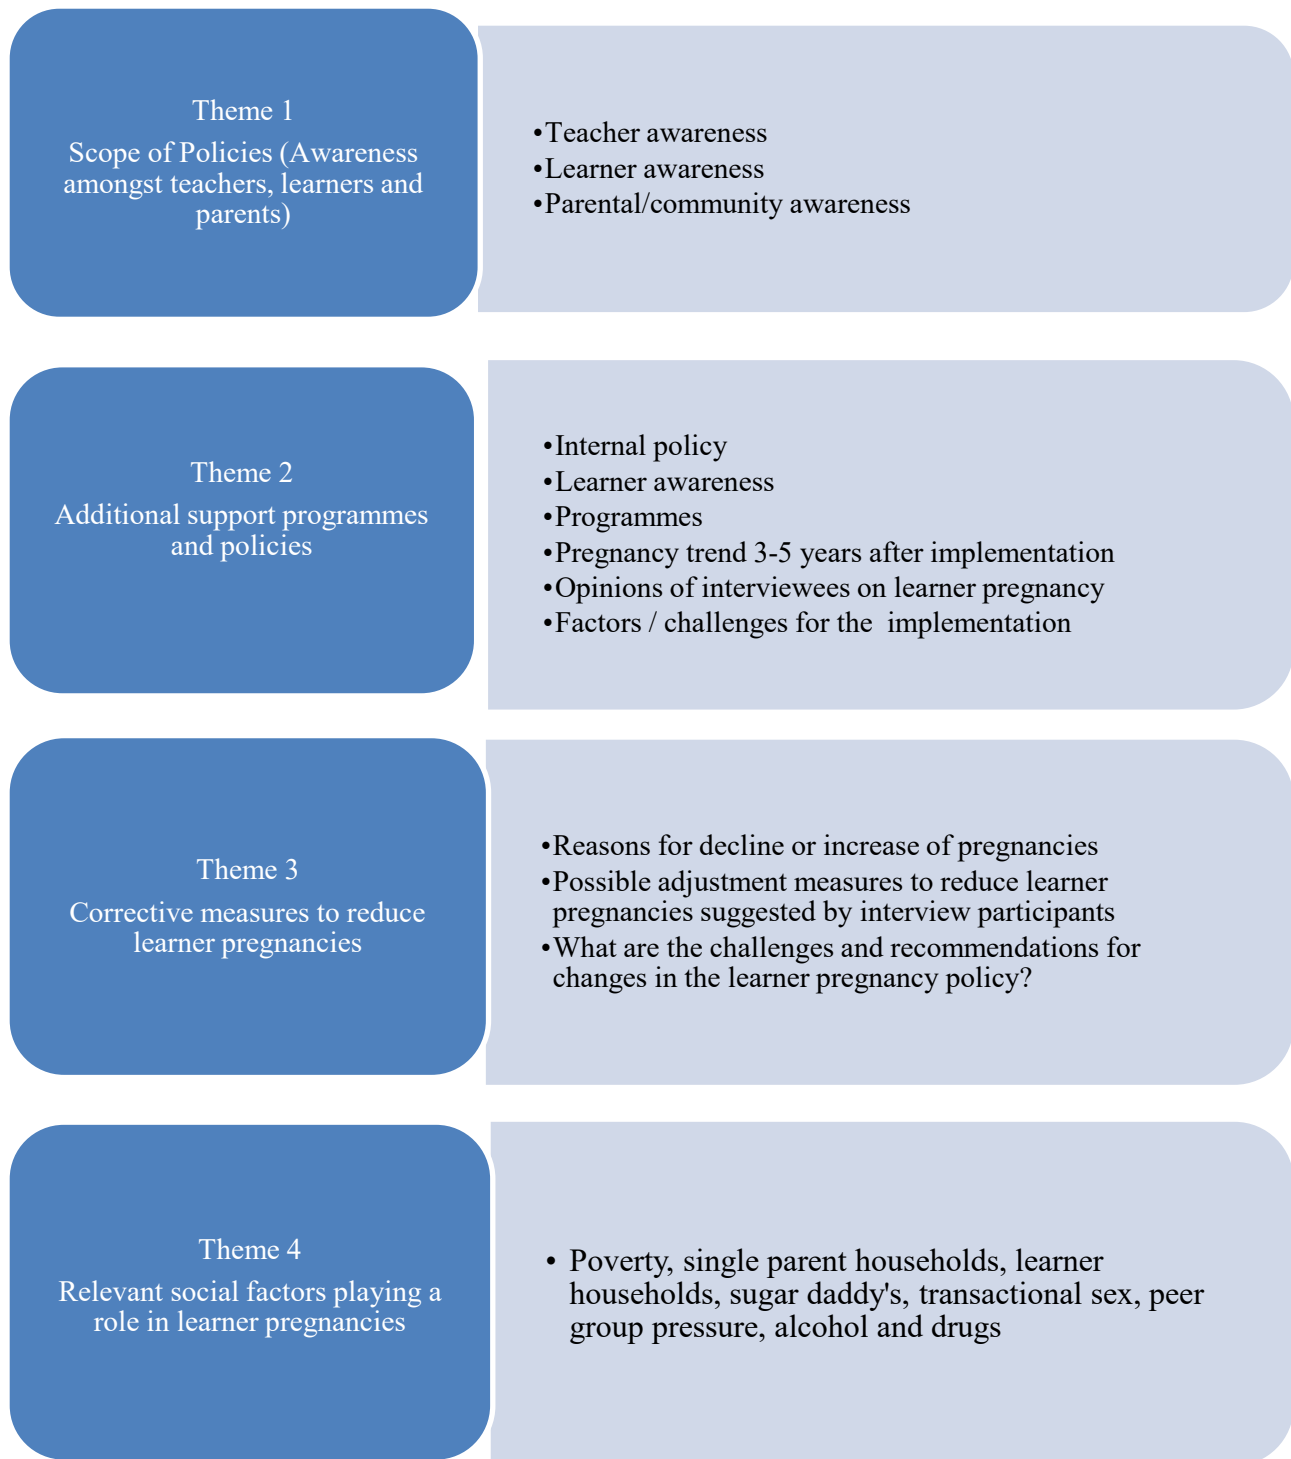 Theme 1
Scope of Policies (Awareness
amongst teachers, learners and
parents)
•Teacher awareness
•Learner awareness
•Parental/community awareness
Theme 2
Additional support programmes
and policies
•Internal policy
•Learner awareness
•Programmes
•Pregnancy trend 3-5 years after implementation
•Opinions of interviewees on learner pregnancy
•Factors / challenges for the  implementation
Theme 3
Corrective measures to reduce
learner pregnancies
•Reasons for decline or increase of pregnancies
•Possible adjustment measures to reduce learner
pregnancies suggested by interview participants
•What are the challenges and recommendations for
changes in the learner pregnancy policy?
Theme 4
Relevant social factors playing a
role in learner pregnancies
• Poverty, single parent households, learner
households, sugar daddy's, transactional sex, peer
group pressure, alcohol and drugs